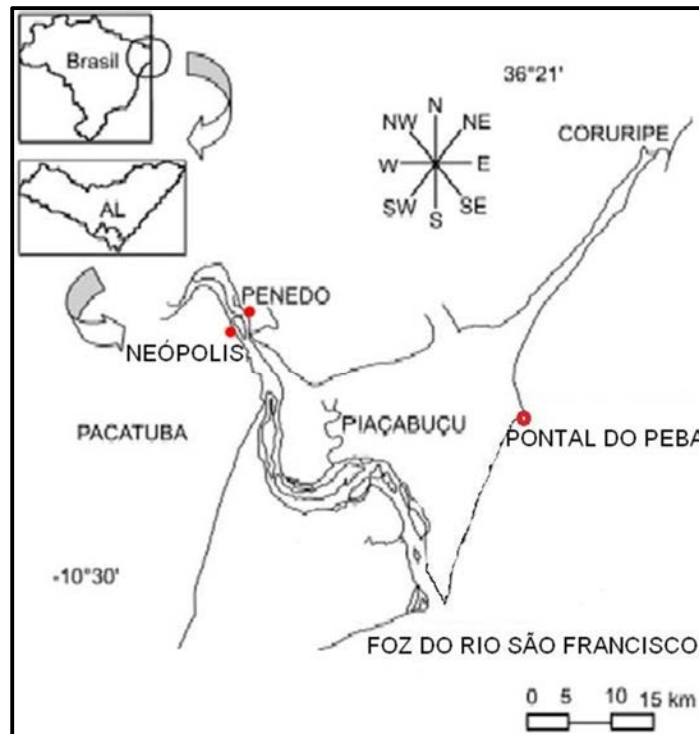 Brasil
36°21'
N
NW NE
CORURIPE
W E
AL
SW SE
S
PENEDO
NEÓPOLIS
PACATUBA
PIAÇABUÇU
PONTAL DO PEBA
-10°30'
FOZ DO RIO SÃO FRANCISCO
0 5 10 15 km